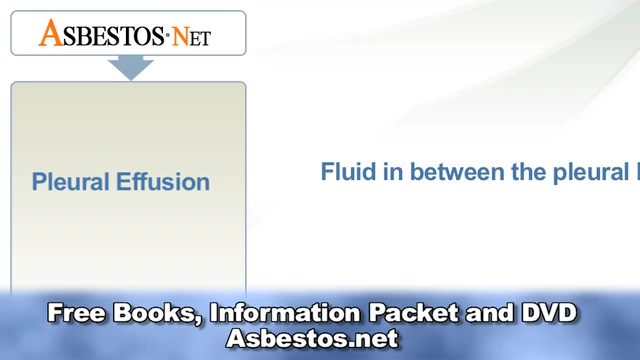 ASBESTOS·NET
Pleural Effusion
Fluid in between the pleural
Free Books, Information Packet and DVD
Asbestos.net